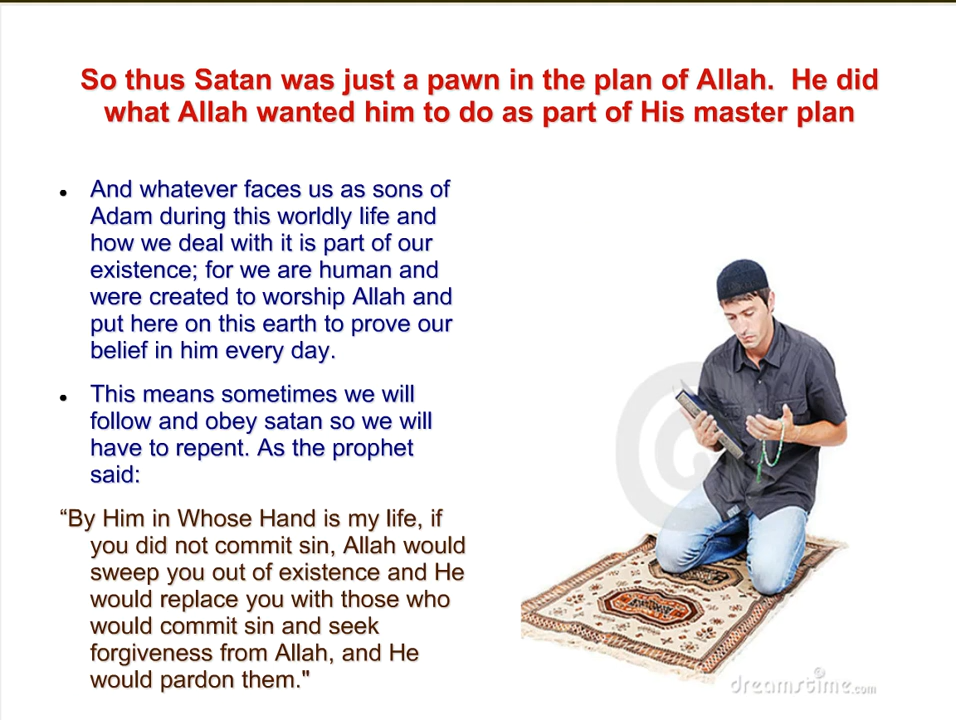 So thus Satan was just a pawn in the plan of Allah.  He did
what Allah wanted him to do as part of His master plan
• And whatever faces us as sons of
Adam during this worldly life and
how we deal with it is part of our
existence; for we are human and
were created to worship Allah and
put here on this earth to prove our
belief in him every day.
• This means sometimes we will
follow and obey satan so we will
have to repent. As the prophet
said:
“By Him in Whose Hand is my life, if
you did not commit sin, Allah would
sweep you out of existence and He
would replace you with those who
would commit sin and seek
forgiveness from Allah, and He
would pardon them."
dreamstime.com